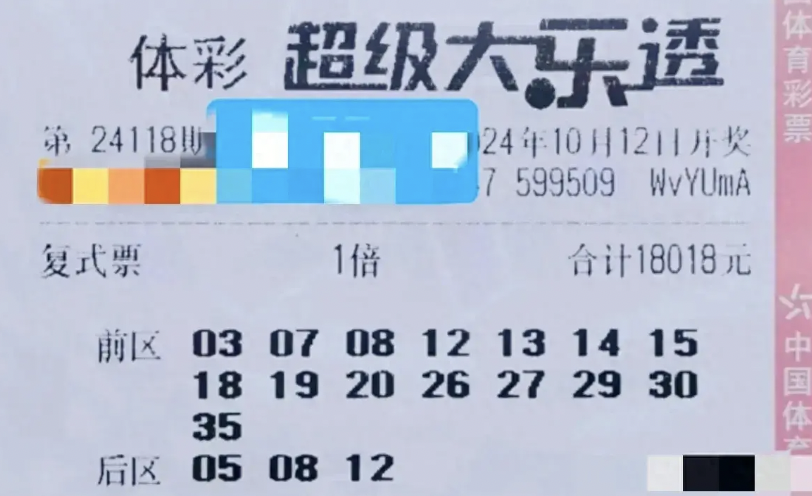 体彩 超级大乐透
第 24118期 24年10月12日开奖
7 599509 WvYUmA
复式票 1倍 合计18018元
前区 03 07 08 12 13 14 15
18 19 20 26 27 29 30
35
后区 05 08 12
体育彩票
中国体育